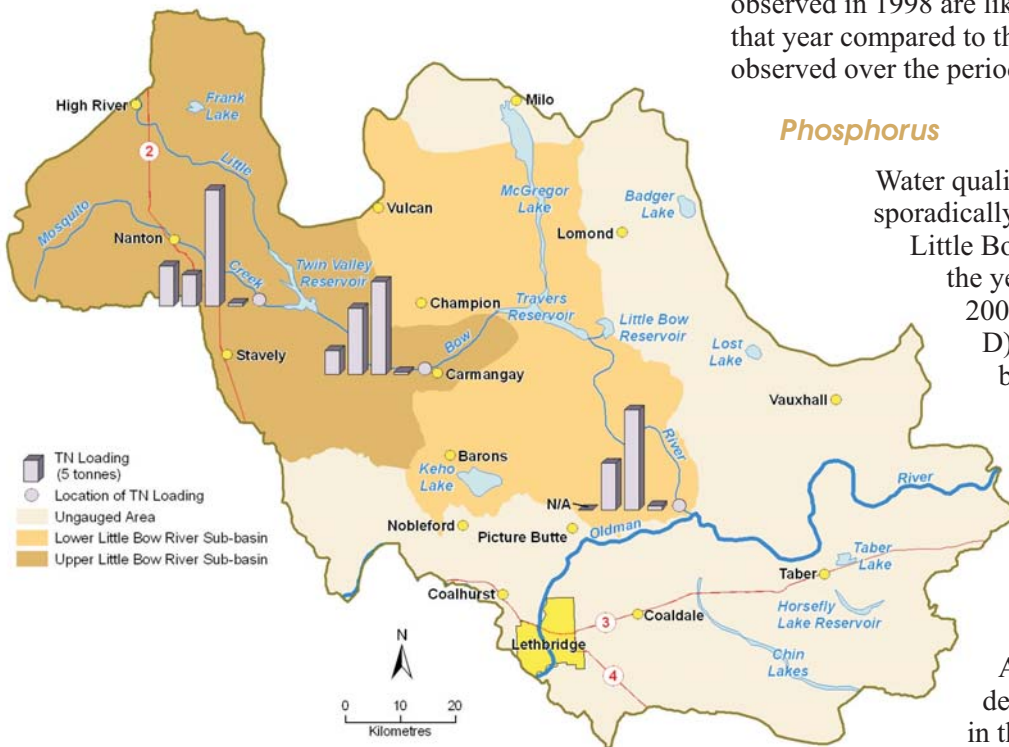 observed in 1998 are lik
that year compared to th
observed over the period
Phosphorus
Water quali
sporadically
Little Bo
the ye
200
D)
b
A
de
in th
High River
Frank
Lake
2
Little
Milo
Mosquito
Nanton
Creek
Twin Valley
Reservoir
Vulcan
McGregor
Lake
Badger
Lake
Lomond
Champion
Travers
Reservoir
Little Bow
Reservoir
Stavely
Bow
Carmangay
Lost
Lake
Vauxhall
Barons
Keho
Lake
River
N/A
River
Nobleford
Picture Butte
Oldman
Taber
Lake
Taber
Coalhurst
3
Coaldale
Horsefly
Lake Reservoir
Lethbridge
4
Chin
Lakes
TN Loading
(5 tonnes)
Location of TN Loading
Ungauged Area
Lower Little Bow River Sub-basin
Upper Little Bow River Sub-basin
N
0 10 20
Kilometres